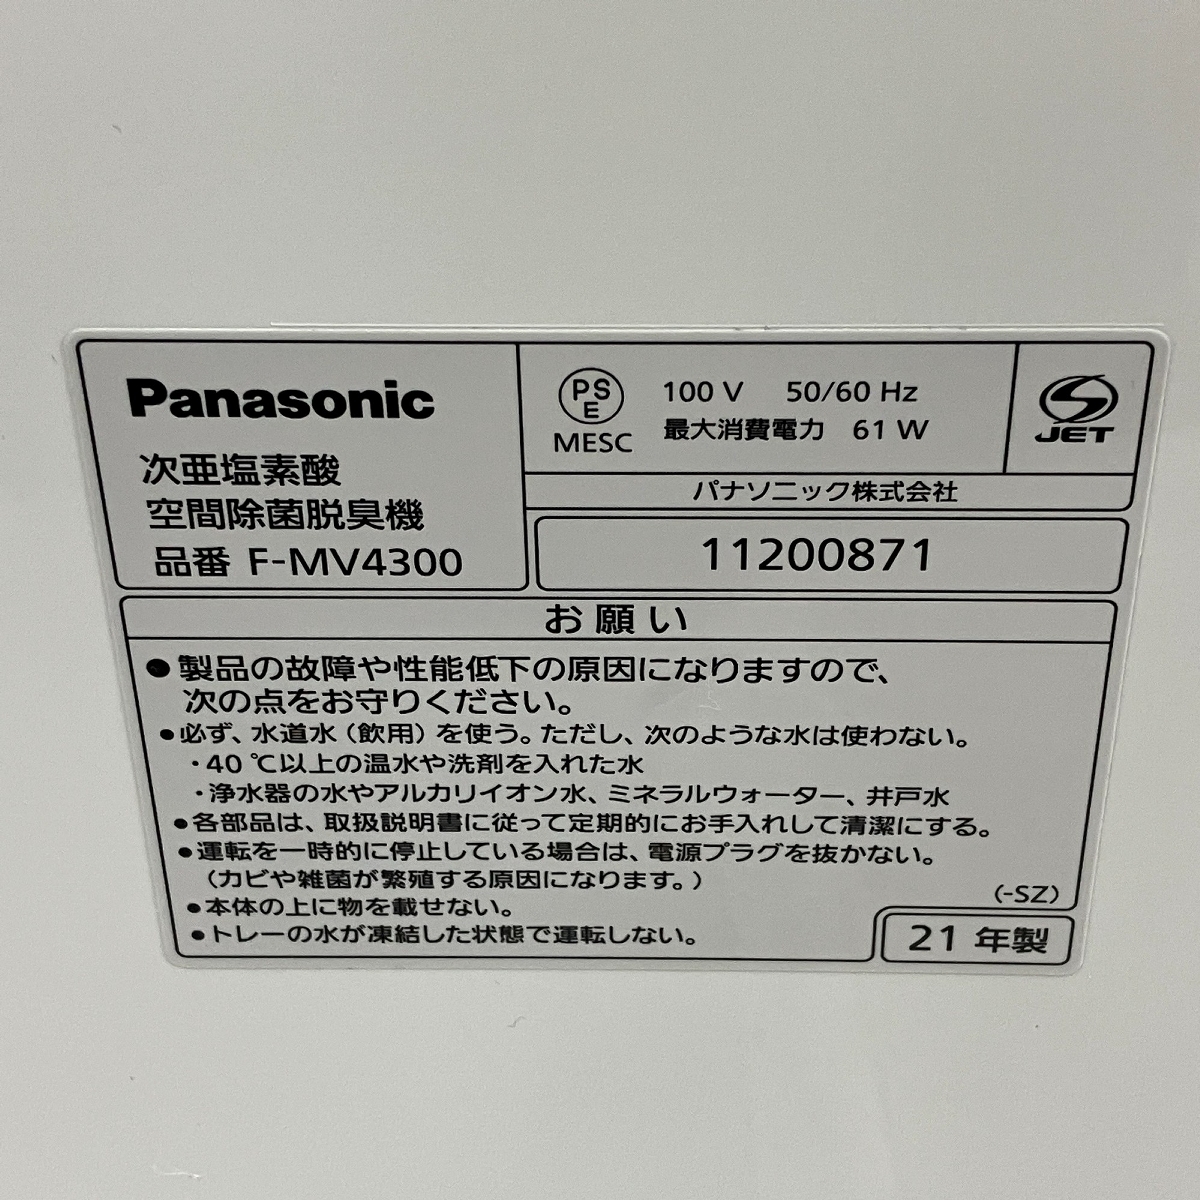 Panasonic
次亜塩素酸
空間除菌脱臭機
品番 F-MV4300
PSE
MESC
100 V 50/60 Hz
最大消費電力 61 W
JET
パナソニック株式会社
11200871
お願い
●製品の故障や性能低下の原因になりますので、
次の点をお守りください。
●必ず、水道水（飲用）を使う。ただし、次のような水は使わない。
・40 ℃以上の温水や洗剤を入れた水
・浄水器の水やアルカリイオン水、ミネラルウォーター、井戸水
●各部品は、取扱説明書に従って定期的にお手入れして清潔にする。
●運転を一時的に停止している場合は、電源プラグを抜かない。
（カビや雑菌が繁殖する原因になります。）
●本体の上に物を載せない。
●トレーの水が凍結した状態で運転しない。
(-SZ)
21 年製